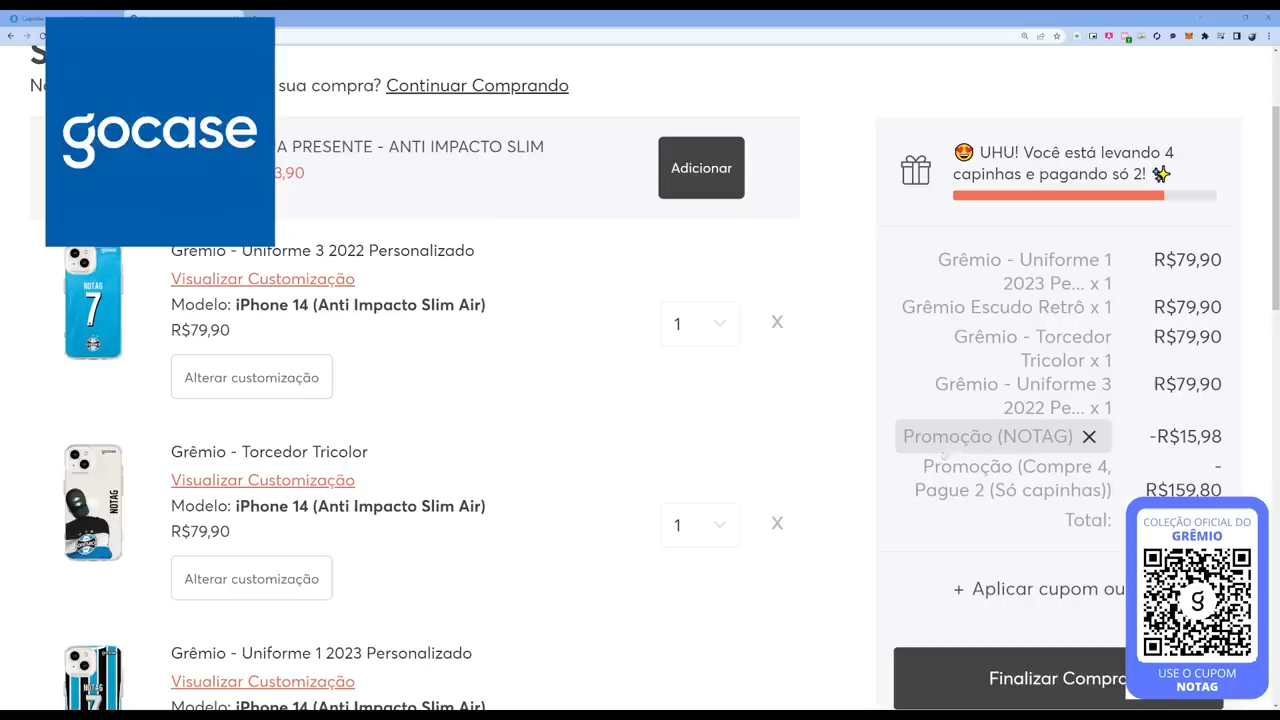 gocase
sua compra? Continuar Comprando
A PRESENTE - ANTI IMPACTO SLIM
3,90
Adicionar
Grêmio - Uniforme 3 2022 Personalizado
Visualizar Customização
Modelo: iPhone 14 (Anti Impacto Slim Air)
R$79,90
1
X
Alterar customização
NOTAG
7
Grêmio - Torcedor Tricolor
Visualizar Customização
Modelo: iPhone 14 (Anti Impacto Slim Air)
R$79,90
1
X
Alterar customização
NOTAG
Grêmio - Uniforme 1 2023 Personalizado
Visualizar Customização
Modelo: iPhone 14 (Anti Impacto Slim Air)
NOTAG
7
UHU! Você está levando 4
capinhas e pagando só 2!
Grêmio - Uniforme 1 R$79,90
2023 Pe... x 1
Grêmio Escudo Retrô x 1 R$79,90
Grêmio - Torcedor R$79,90
Tricolor x 1
Grêmio - Uniforme 3 R$79,90
2022 Pe... x 1
Promoção (NOTAG) X -R$15,98
Promoção (Compre 4, -
Pague 2 (Só capinhas)) R$159,80
Total:
+ Aplicar cupom ou
Finalizar Compra
COLEÇÃO OFICIAL DO
GRÊMIO
g
USE O CUPOM
NOTAG